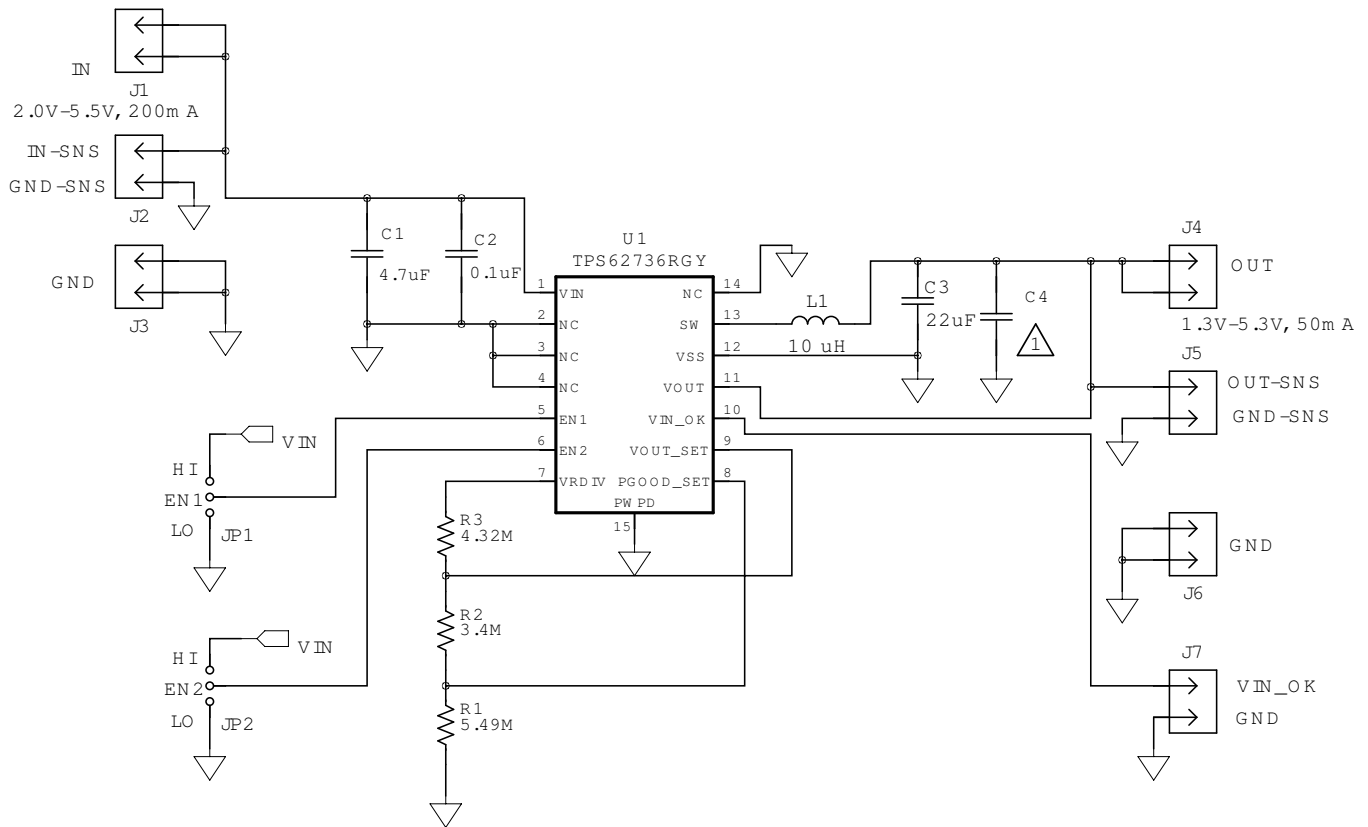 IN
J1
2.0V-5.5V, 200mA
IN-SNS
GND-SNS
J2
GND
J3
C1
4.7uF
C2
0.1uF
U1
TPS62736RGY
1 VIN
2 NC
3 NC
4 NC
5 EN1
6 EN2
7 VRDIV
NC 14
SW 13
VSS 12
VOUT 11
VIN_OK 10
VOUT_SET 9
PGOOD_SET 8
PWPD
15
L1
10 uH
C3
22uF
C4
1
J4
OUT
1.3V-5.3V, 50mA
J5
OUT-SNS
GND-SNS
GND
J6
J7
VIN_OK
GND
VIN
HI
EN1
LO
JP1
VIN
HI
EN2
LO
JP2
R3
4.32M
R2
3.4M
R1
5.49M